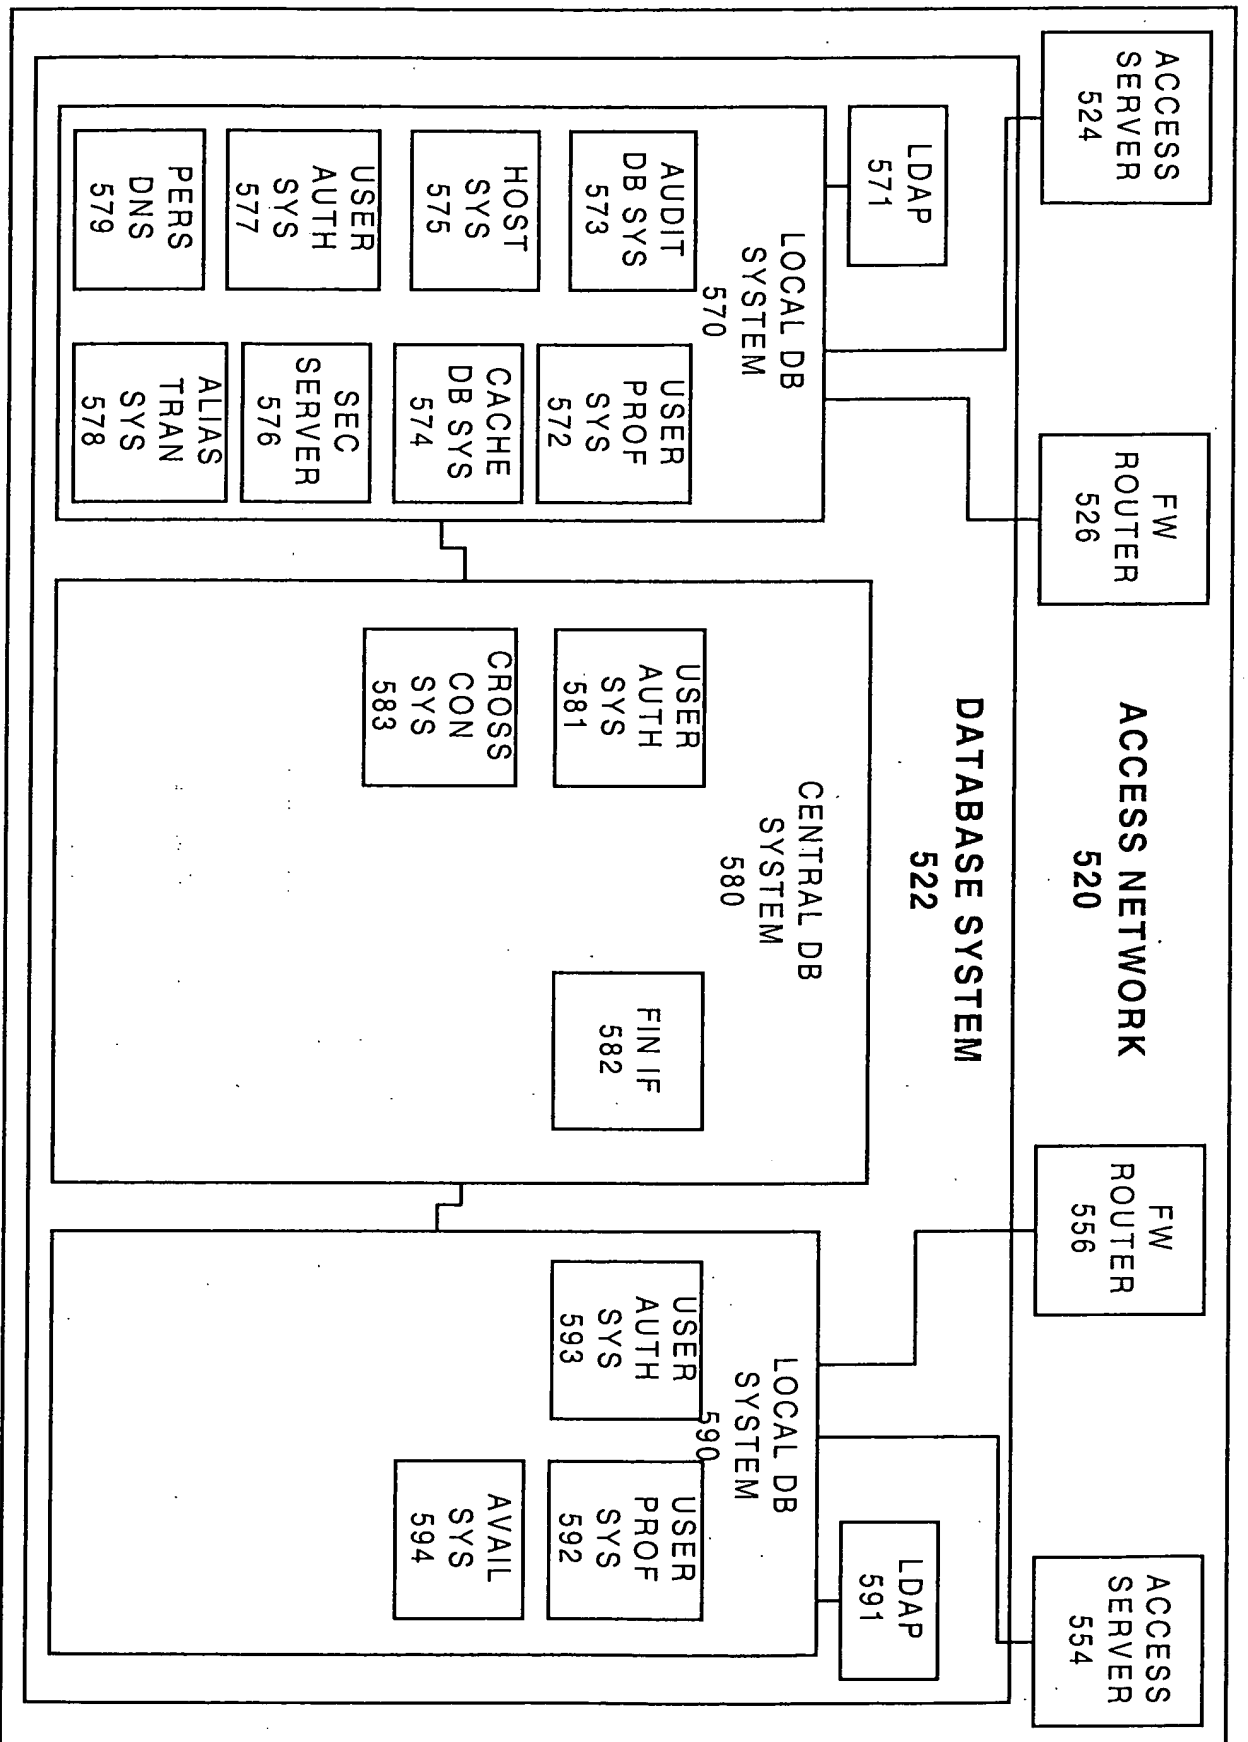 ACCESS
SERVER
524
FW
ROUTER
526
ACCESS NETWORK
520
FW
ROUTER
556
ACCESS
SERVER
554
DATABASE SYSTEM
522
LDAP
571
LOCAL DB
SYSTEM
570
AUDIT
DB SYS
573
USER
PROF
SYS
572
HOST
SYS
575
CACHE
DB SYS
574
USER
AUTH
SYS
577
SEC
SERVER
576
PERS
DNS
579
ALIAS
TRAN
SYS
578
CENTRAL DB
SYSTEM
580
USER
AUTH
SYS
581
FIN IF
582
CROSS
CON
SYS
583
LDAP
591
LOCAL DB
SYSTEM
590
USER
AUTH
SYS
593
USER
PROF
SYS
592
AVAIL
SYS
594